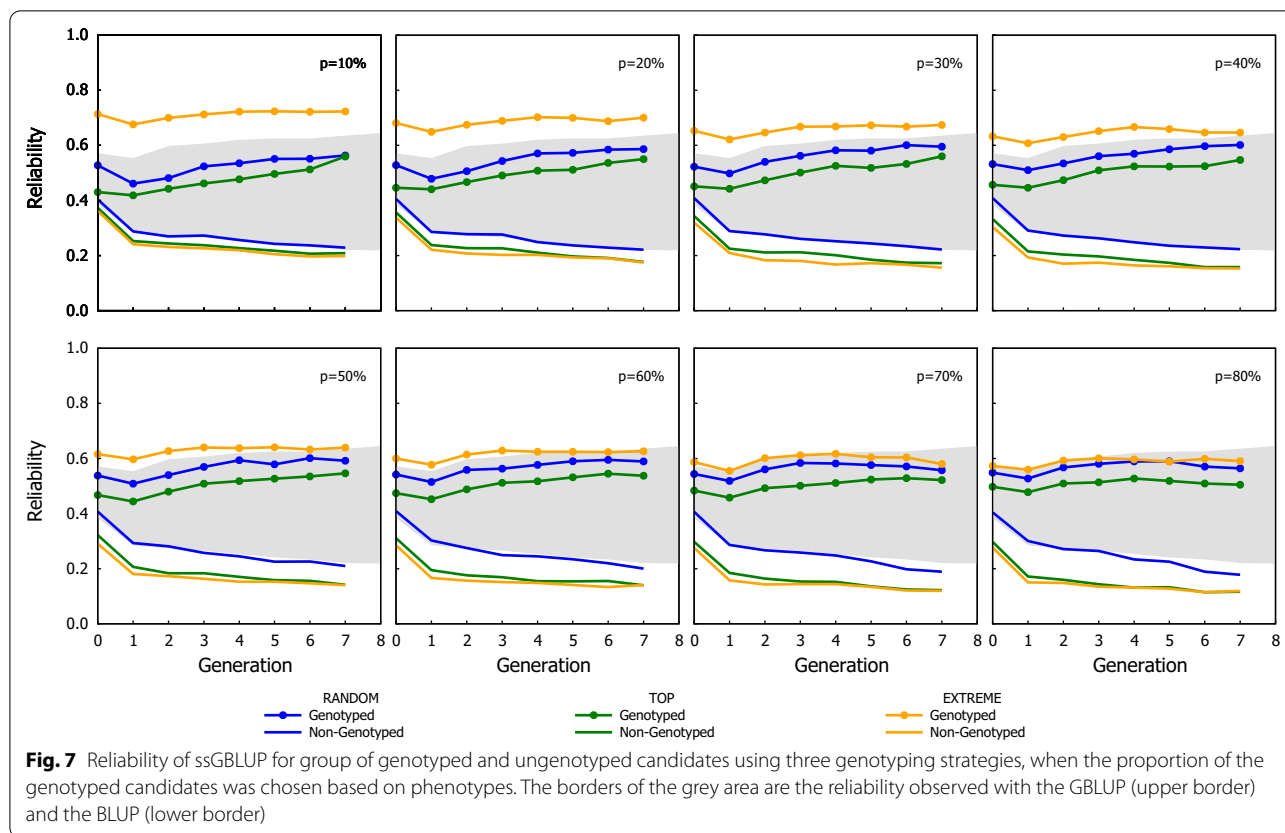 1.0
0.8
0.6
0.4
0.2
0.0
Reliability
p=10%
p=20%
p=30%
p=40%
1.0
0.8
0.6
0.4
0.2
0.0
Reliability
p=50%
p=60%
p=70%
p=80%
0 1 2 3 4 5 6 7 0 1 2 3 4 5 6 7 0 1 2 3 4 5 6 7 0 1 2 3 4 5 6 7 8
Generation Generation Generation Generation
RANDOM TOP EXTREME
Genotyped Genotyped Genotyped
Non-Genotyped Non-Genotyped Non-Genotyped
Fig. 7 Reliability of ssGBLUP for group of genotyped and ungenotyped candidates using three genotyping strategies, when the proportion of the
genotyped candidates was chosen based on phenotypes. The borders of the grey area are the reliability observed with the GBLUP (upper border)
and the BLUP (lower border)